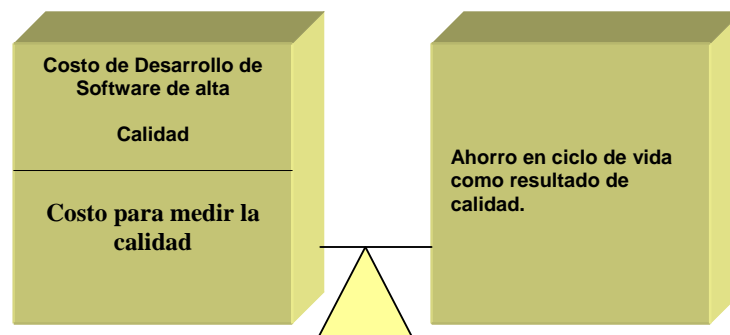 Costo de Desarrollo de
Software de alta
Calidad
Costo para medir la
calidad
Ahorro en ciclo de vida
como resultado de
calidad.